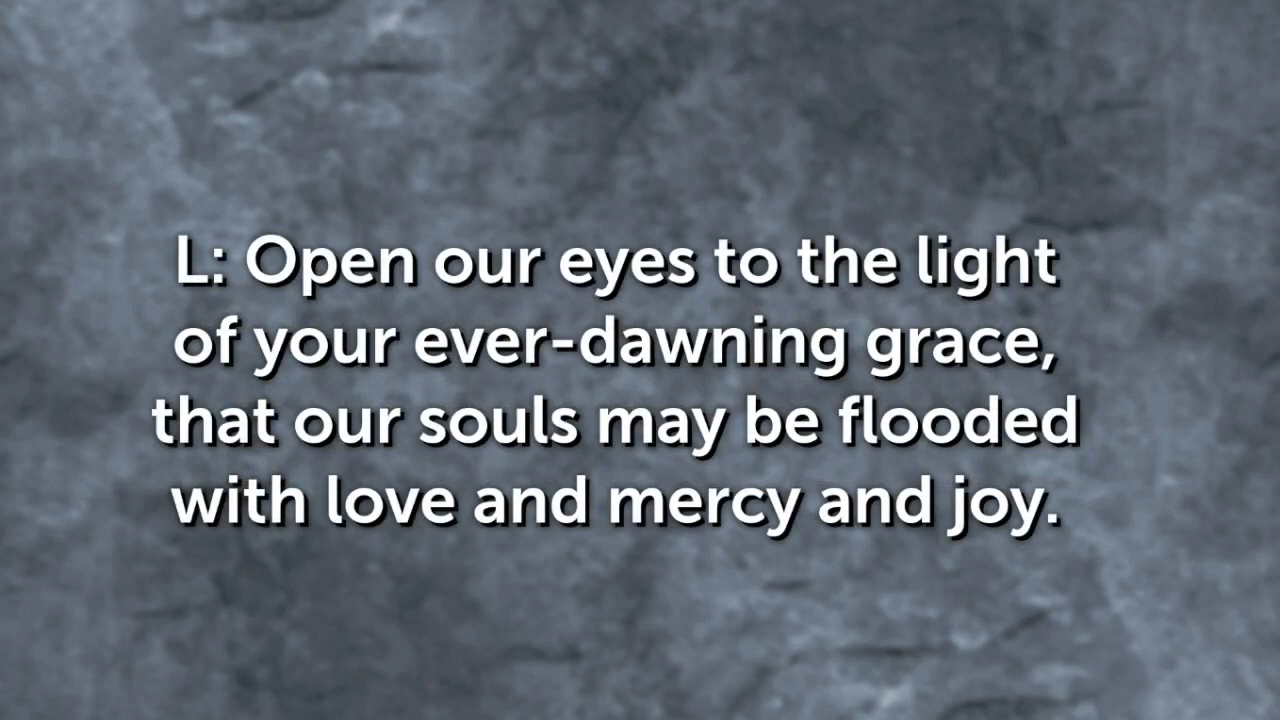 L: Open our eyes to the light
of your ever-dawning grace,
that our souls may be flooded
with love and mercy and joy.